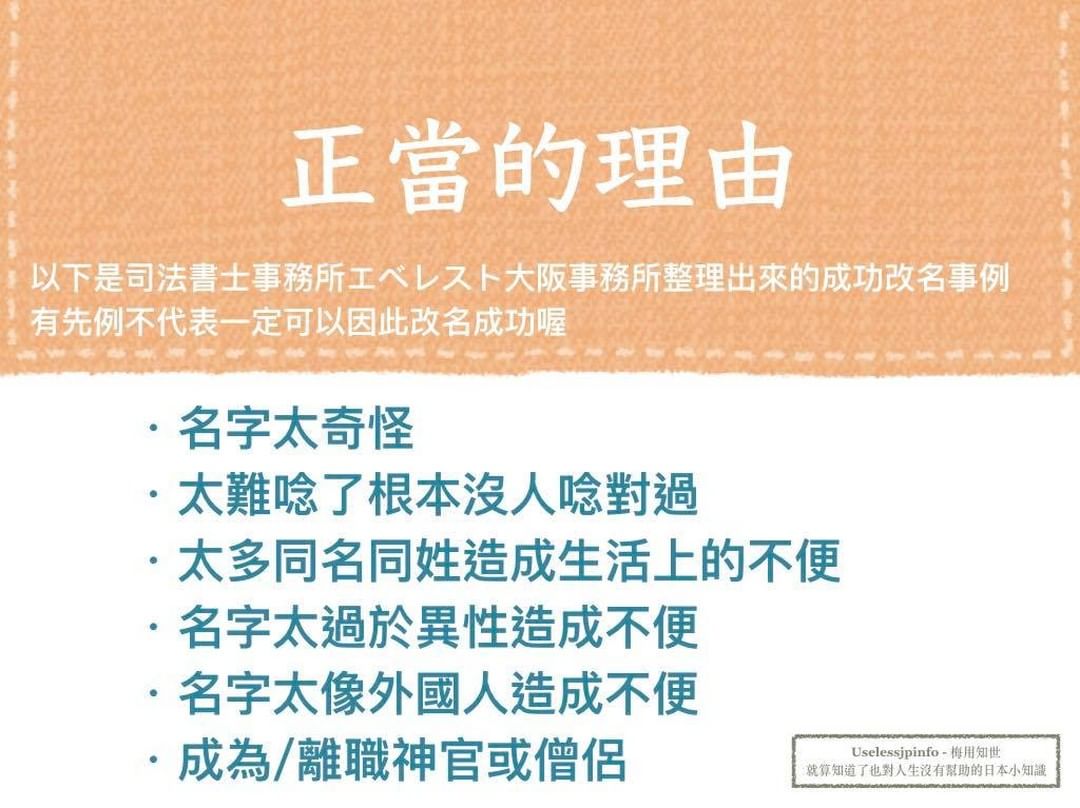 正當的理由
以下是司法書士事務所エベレスト大阪事務所整理出來的成功改名事例
有先例不代表一定可以因此改名成功喔
· 名字太奇怪
· 太難唸了根本沒人唸對過
· 太多同名同姓造成生活上的不便
· 名字太過於異性造成不便
· 名字太像外國人造成不便
· 成為/離職神官或僧侶
Uselessjpinfo - 梅用知世
就算知道了也對人生沒有幫助的日本小知識